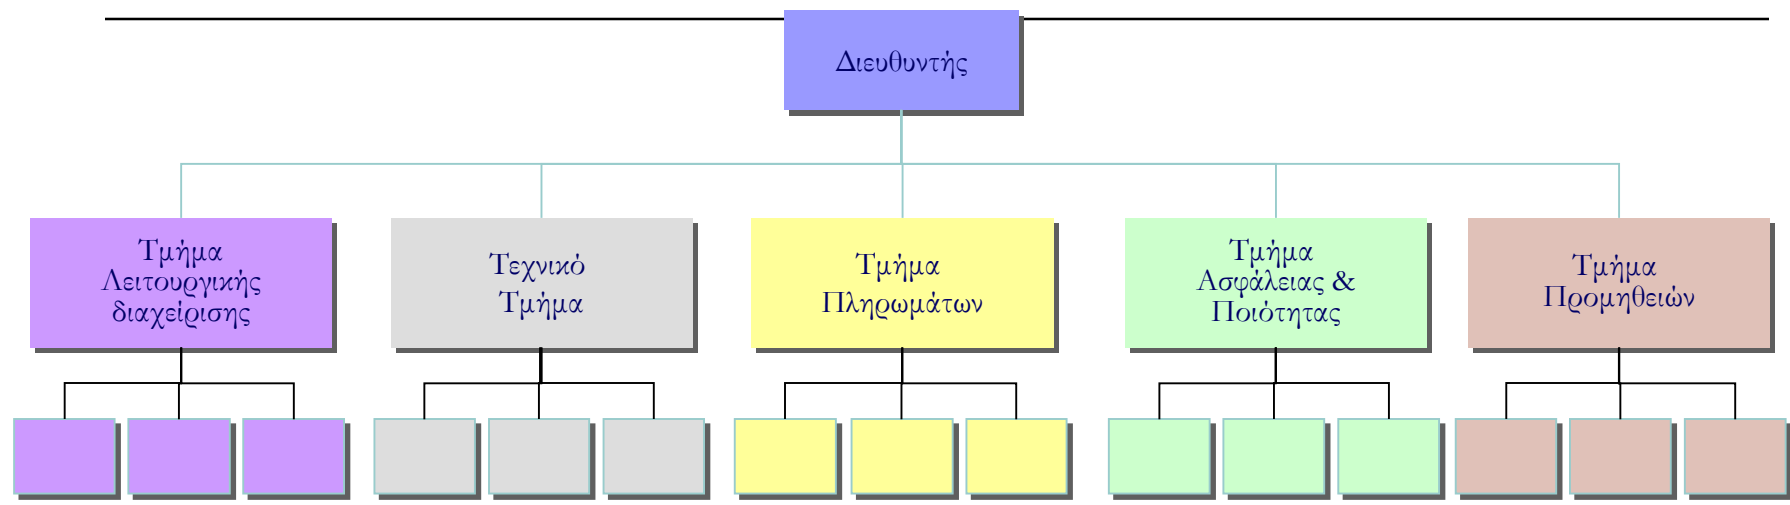 Διευθυντής
Τμήμα
Λειτουργικής
διαχείρισης
Τεχνικό
Τμήμα
Τμήμα
Πληρωμάτων
Τμήμα
Ασφάλειας &
Ποιότητας
Τμήμα
Προμηθειών